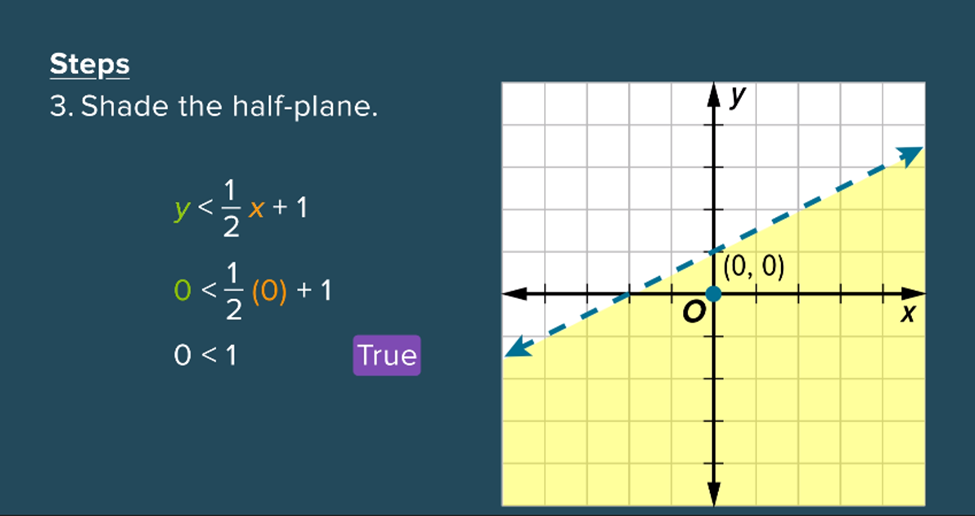 Steps
3. Shade the half-plane.
y < 1/2 x + 1
0 < 1/2 (0) + 1
0 < 1 True
y
(0, 0)
O
x